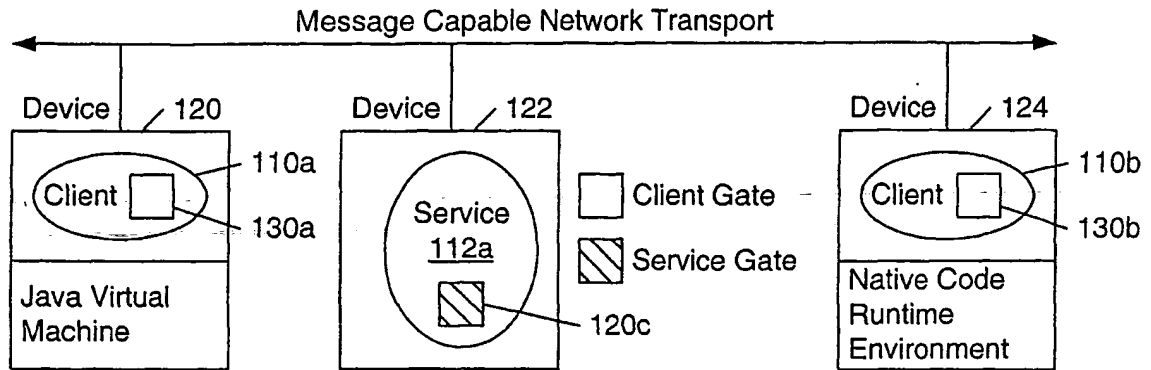 Message Capable Network Transport
Device 120
Device 122
Device 124
Client
110a
130a
Service
112a
120c
Client Gate
Service Gate
Client
110b
130b
Java Virtual
Machine
Native Code
Runtime
Environment